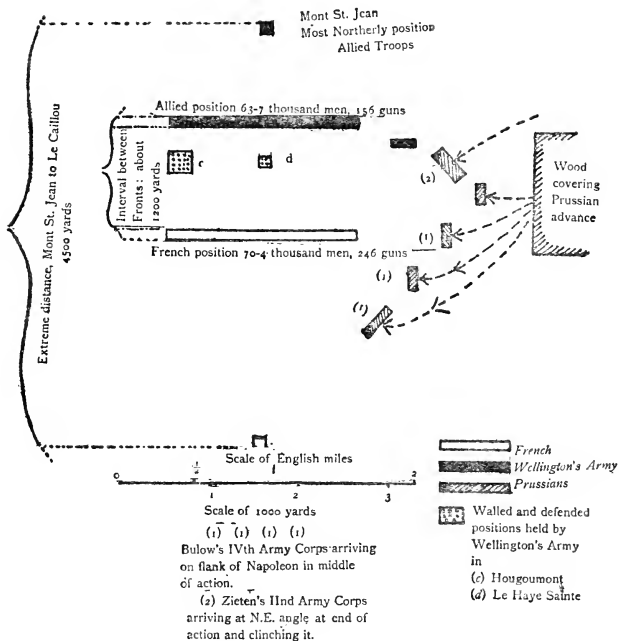 Mont St. Jean
Most Northerly position
Allied Troops
Allied position 63-7 thousand men, 156 guns
c
d
(2)
Wood
covering
Prussian
advance
Interval between
Fronts: about
1200 yards
Extreme distance, Mont St. Jean to Le Caillou
4500 yards
(1)
French position 70-4 thousand men, 246 guns
(1)
(1)
Scale of English miles
0 ½ 1 2
1 2 3
Scale of 1000 yards
(1) (1) (1) (1)
Bulow's IVth Army Corps arriving
on flank of Napoleon in middle
of action.
(2) Zieten's IInd Army Corps
arriving at N.E. angle at end of
action and clinching it.
French
Wellington's Army
Prussians
Walled and defended
positions held by
Wellington's Army
in
(c) Hougoumont
(d) Le Haye Sainte